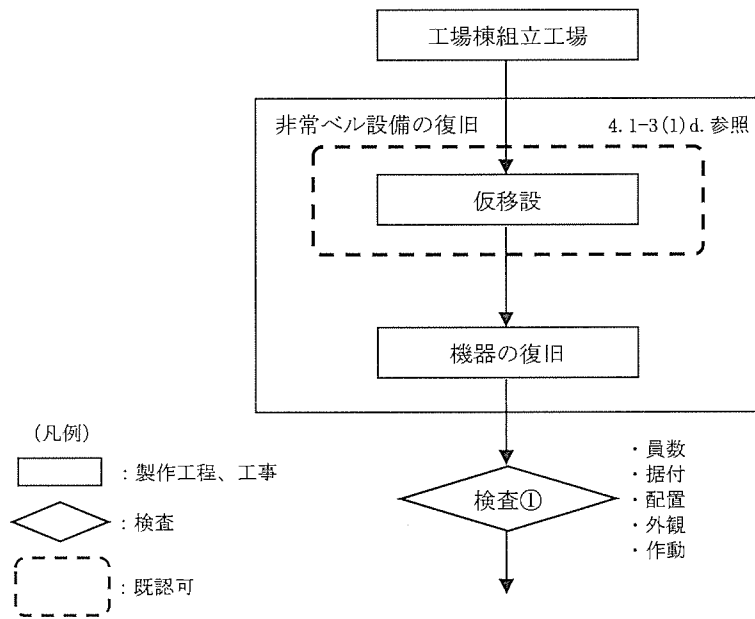 工場棟組立工場
非常ベル設備の復旧
4.1-3(1)d.参照
仮移設
機器の復旧
(凡例)
:製作工程、工事
:検査
:既認可
検査①
・員数
・据付
・配置
・外観
・作動